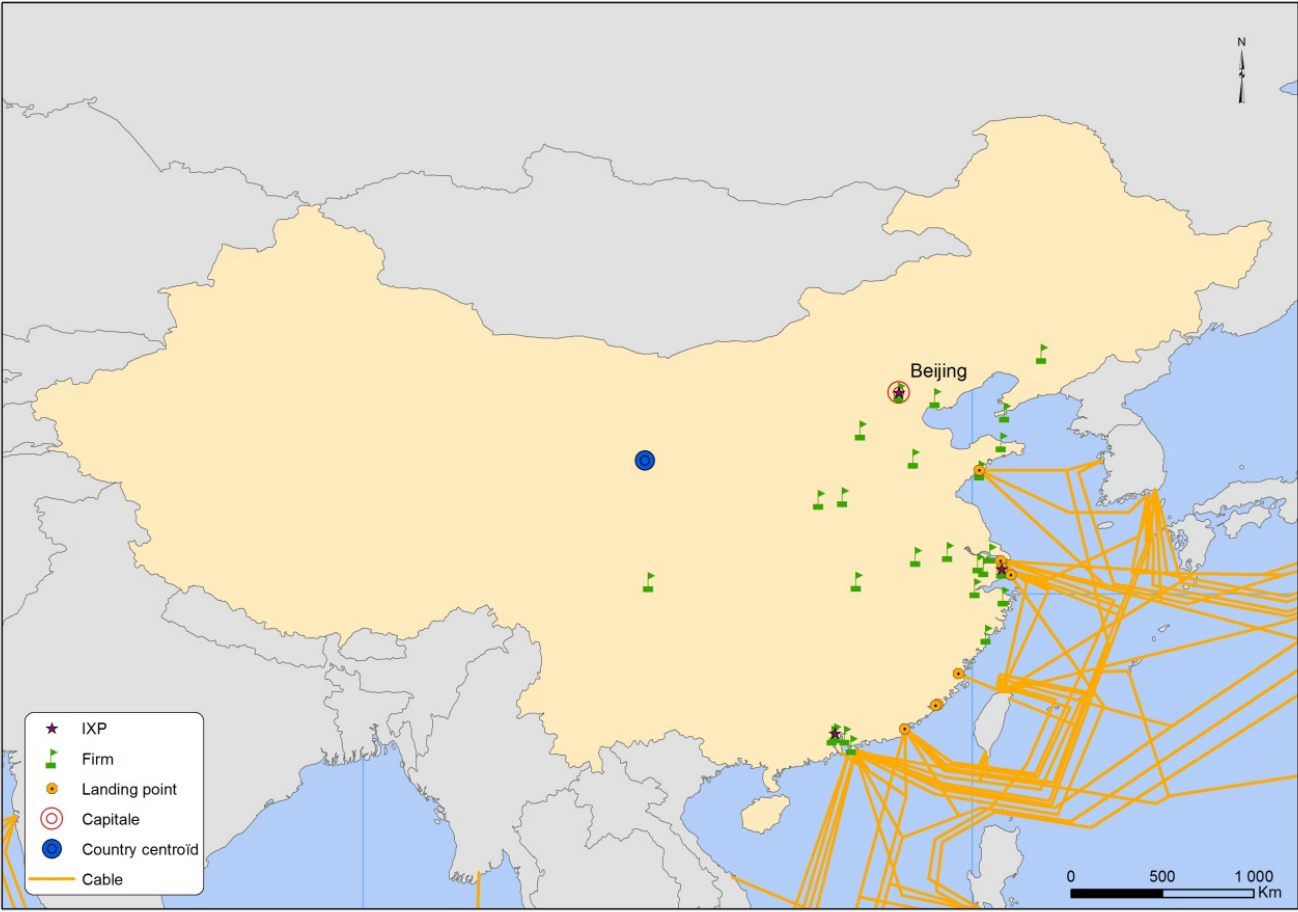 N
Beijing
IXP
Firm
Landing point
Capitale
Country centroïd
Cable
0 500 1 000
Km